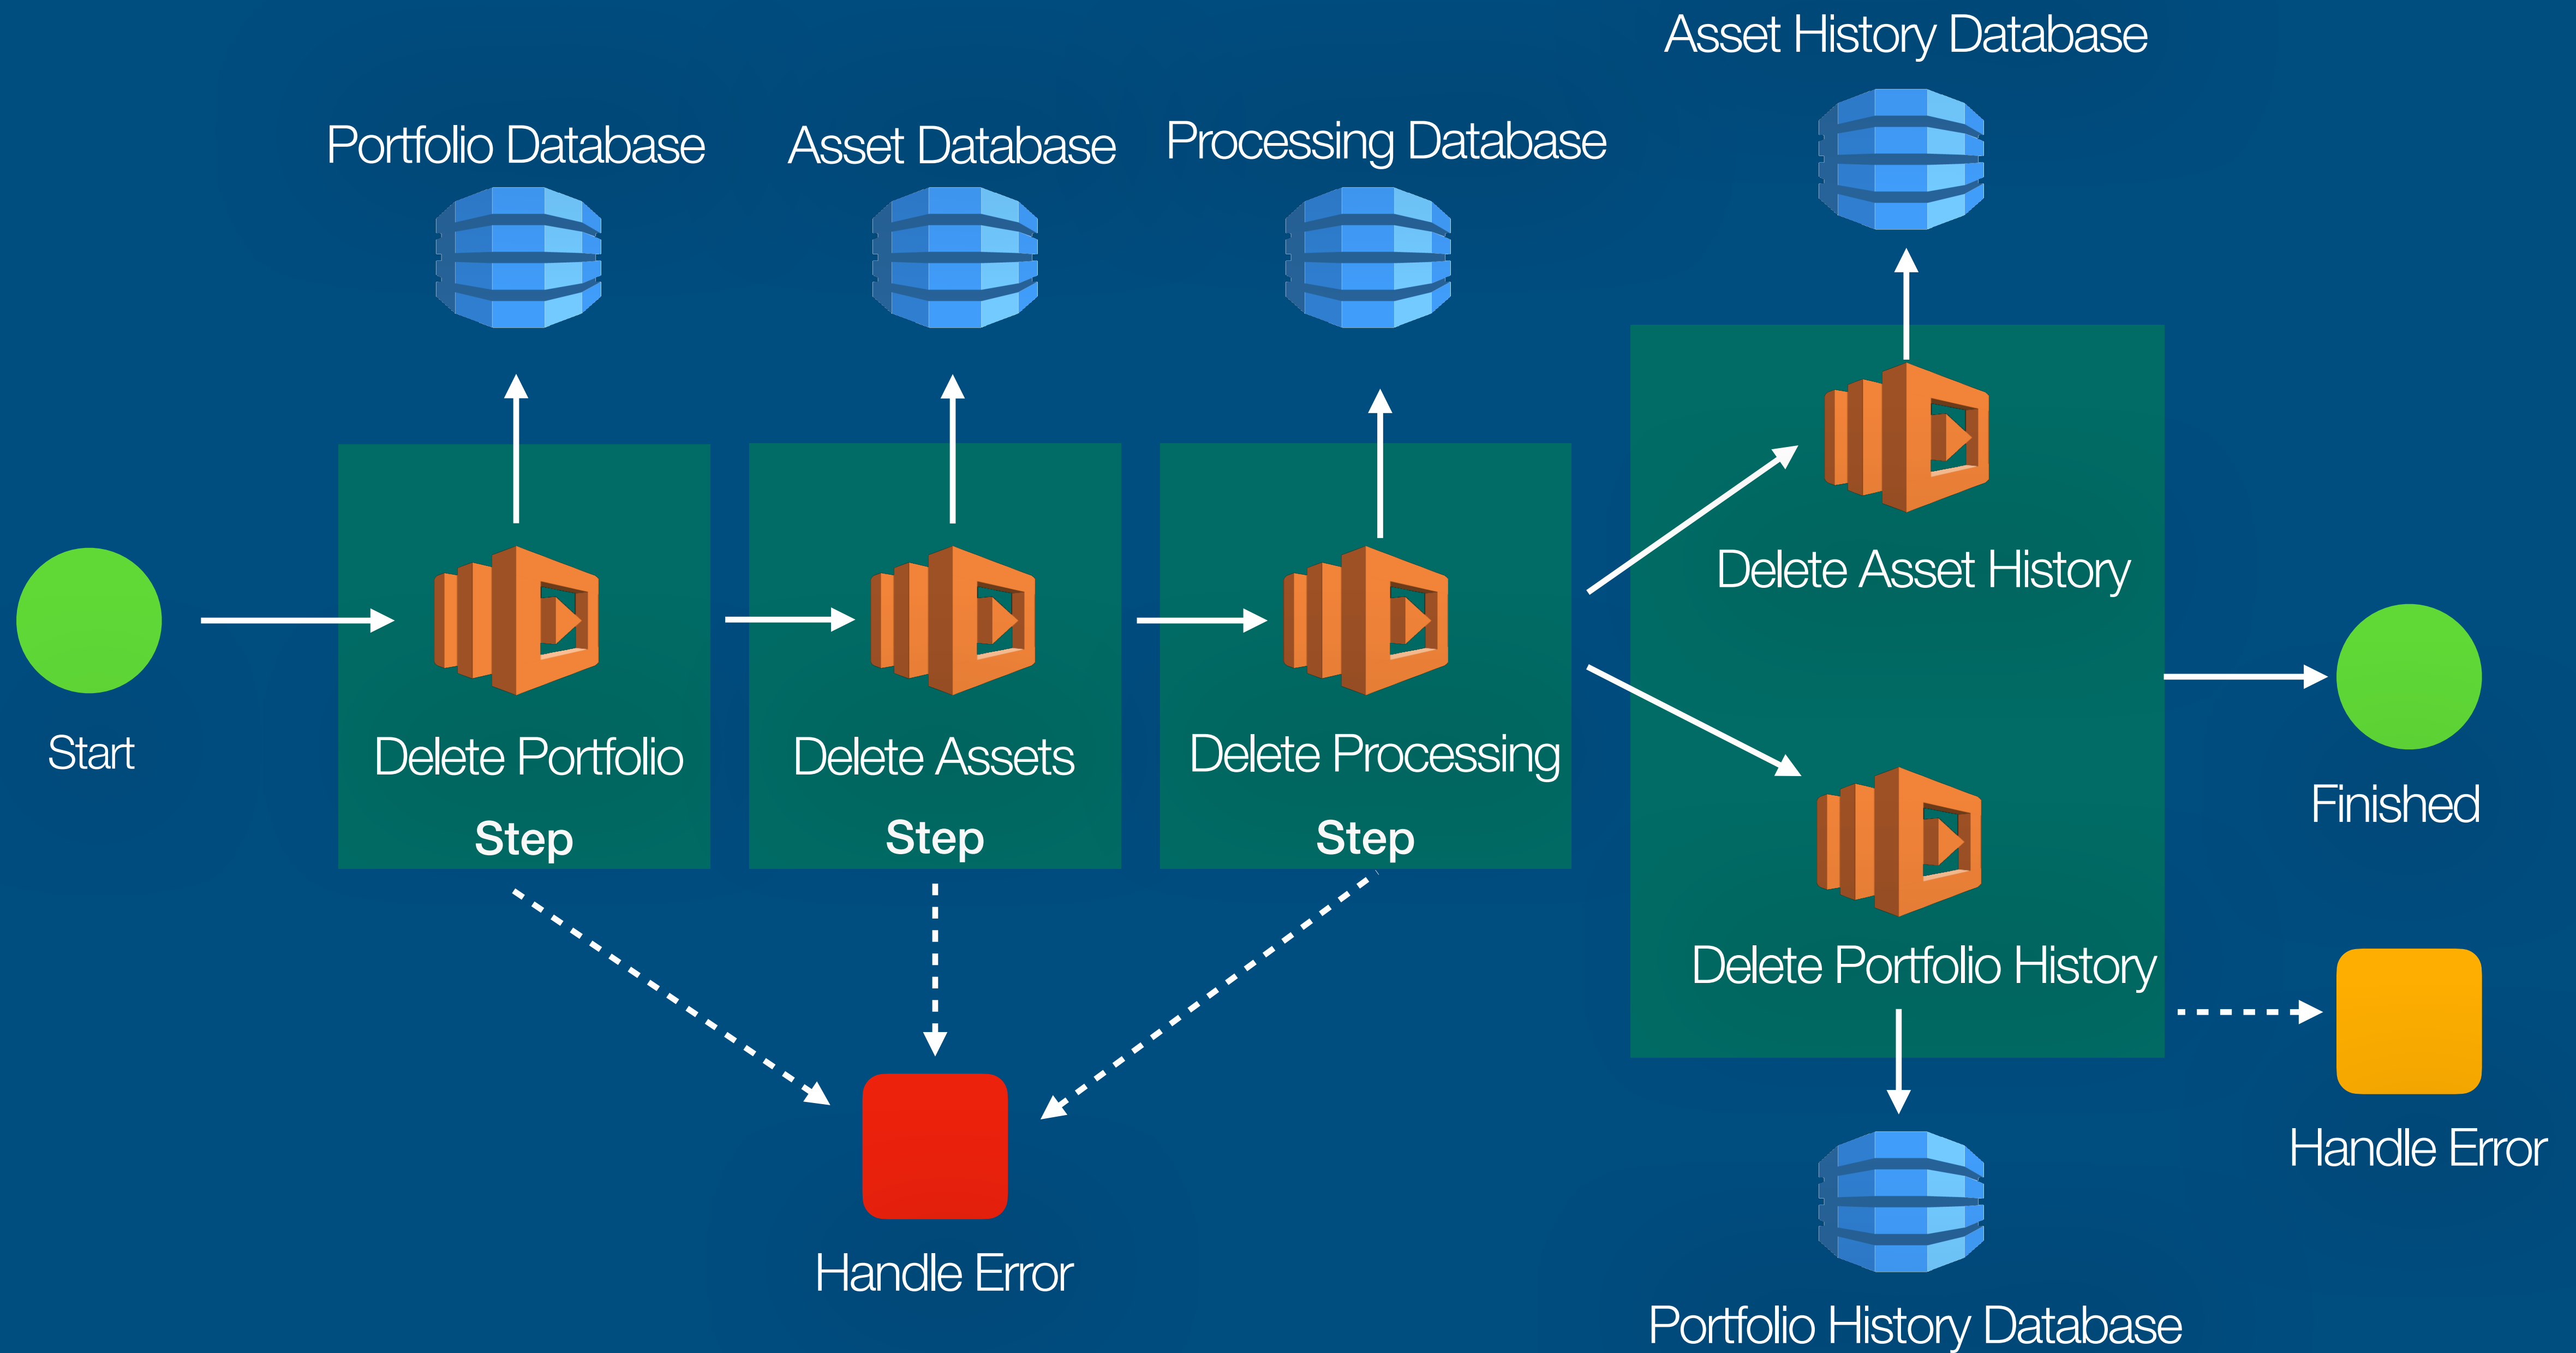 Asset History Database
Portfolio Database
Asset Database
Processing Database
Delete Asset History
Start
Delete Portfolio
Step
Delete Assets
Step
Delete Processing
Step
Finished
Delete Portfolio History
Handle Error
Handle Error
Portfolio History Database